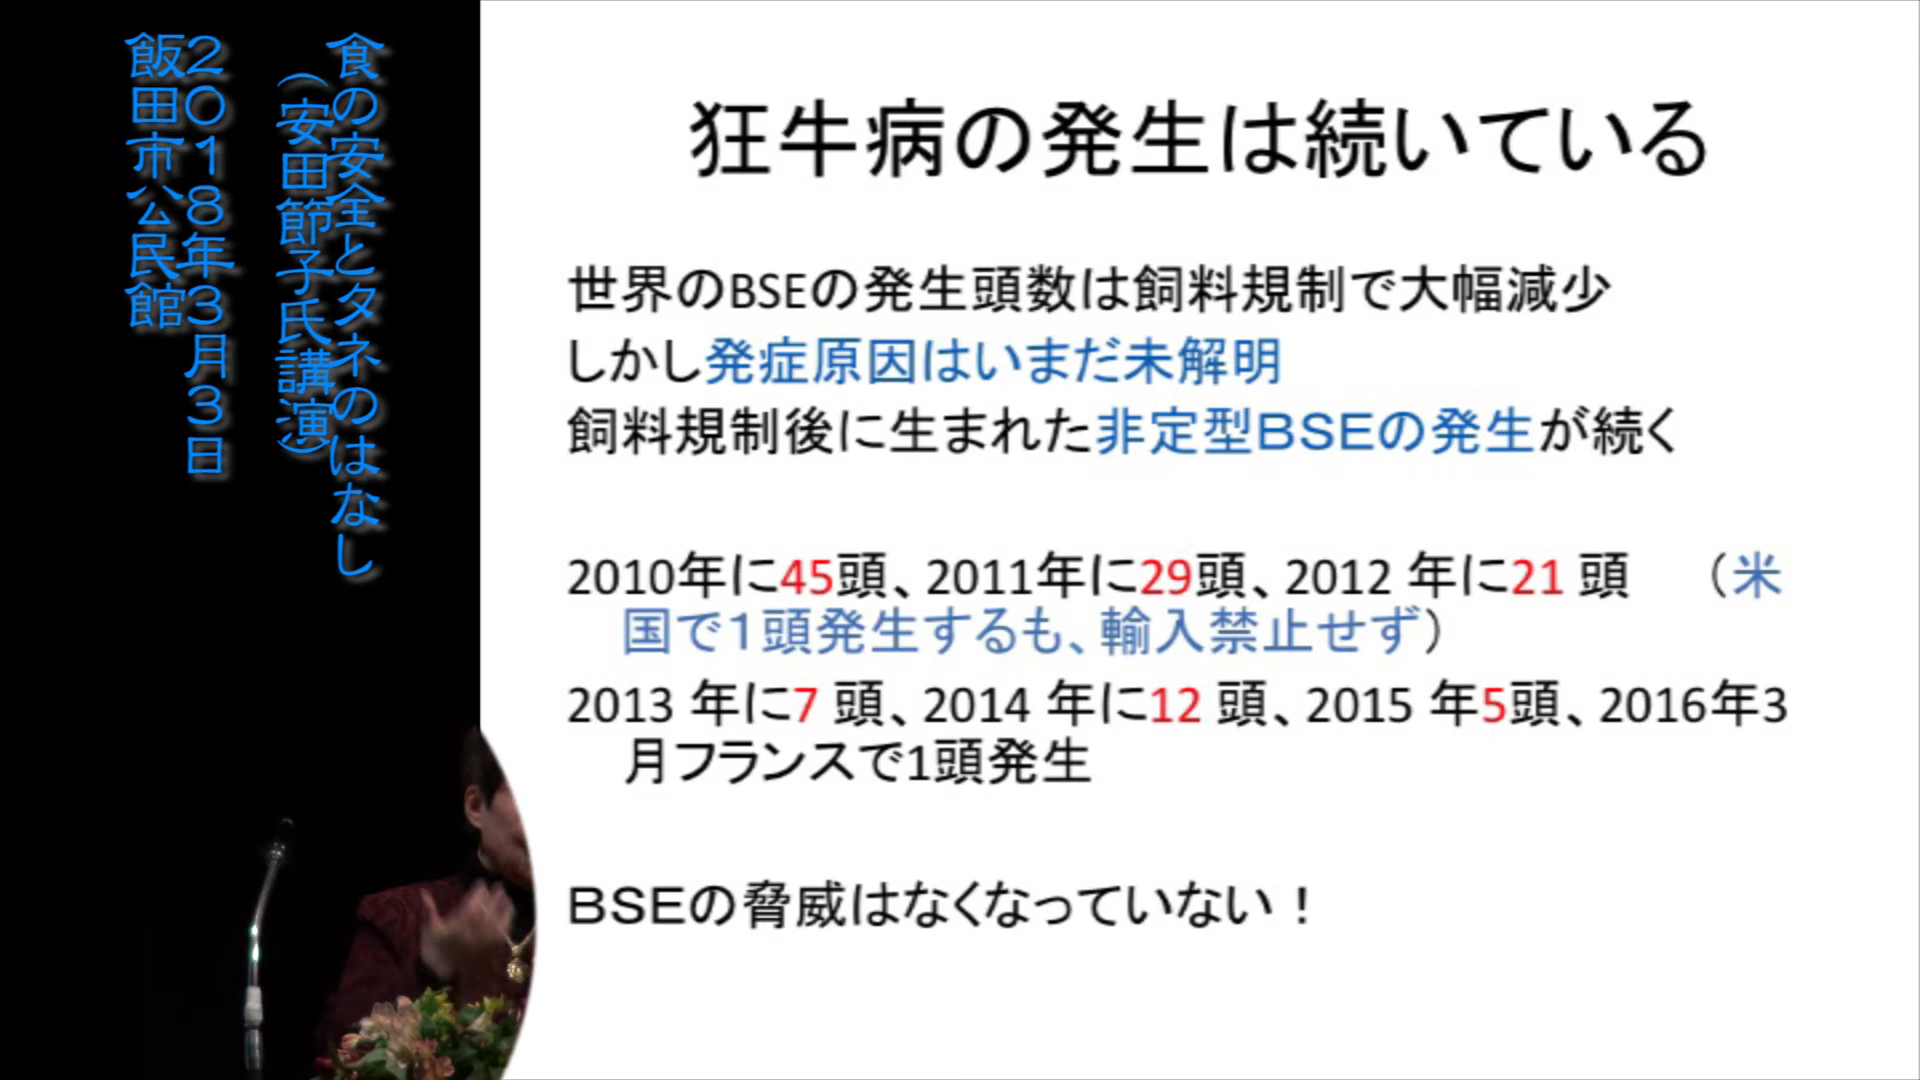 食の安全とタネのはなし
（安田節子氏講演）
２０１８年３月３日
飯田市公民館
狂牛病の発生は続いている
世界のBSEの発生頭数は飼料規制で大幅減少
しかし発症原因はいまだ未解明
飼料規制後に生まれた非定型ＢＳＥの発生が続く
2010年に45頭、2011年に29頭、2012 年に21 頭　（米
国で１頭発生するも、輸入禁止せず）
2013 年に7 頭、2014 年に12 頭、2015 年5頭、2016年3
月フランスで1頭発生
ＢＳＥの脅威はなくなっていない！